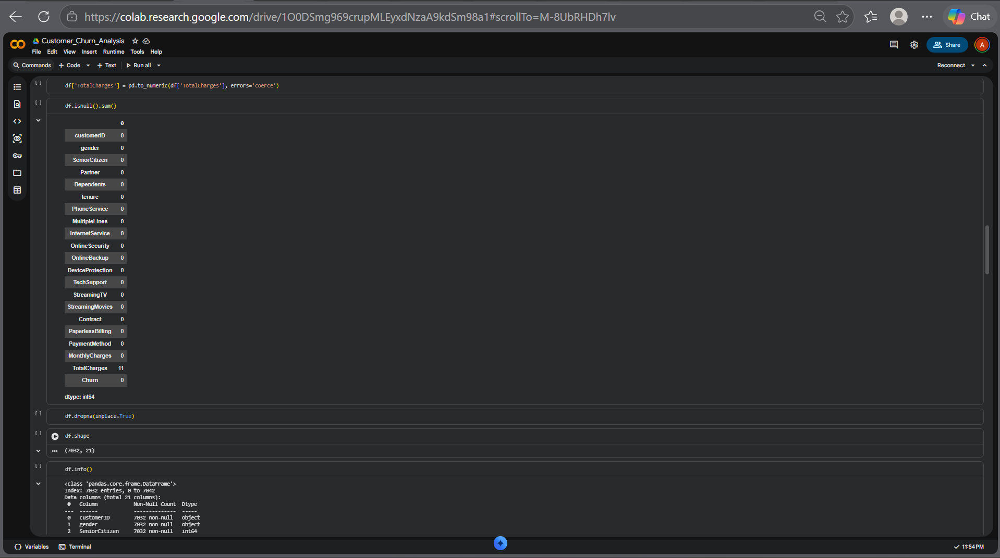 https://colab.research.google.com/drive/1O0DSmg969crupMLEyxdNzaA9kdSm98a1#scrollTo=M-8UbRHDh7lv
Chat
Customer_Churn_Analysis
File Edit View Insert Runtime Tools Help
Share
A
Commands + Code + Text Run all
Reconnect
[ ] df['TotalCharges'] = pd.to_numeric(df['TotalCharges'], errors='coerce')
[ ] df.isnull().sum()
0
customerID 0
gender 0
SeniorCitizen 0
Partner 0
Dependents 0
tenure 0
PhoneService 0
MultipleLines 0
InternetService 0
OnlineSecurity 0
OnlineBackup 0
DeviceProtection 0
TechSupport 0
StreamingTV 0
StreamingMovies 0
Contract 0
PaperlessBilling 0
PaymentMethod 0
MonthlyCharges 0
TotalCharges 11
Churn 0
dtype: int64
[ ] df.dropna(inplace=True)
[ ] df.shape
(7032, 21)
[ ] df.info()
<class 'pandas.core.frame.DataFrame'>
Index: 7032 entries, 0 to 7042
Data columns (total 21 columns):
# Column Non-Null Count Dtype
--- ------ -------------- -----
0 customerID 7032 non-null object
1 gender 7032 non-null object
2 SeniorCitizen 7032 non-null int64
Variables Terminal
11:54 PM